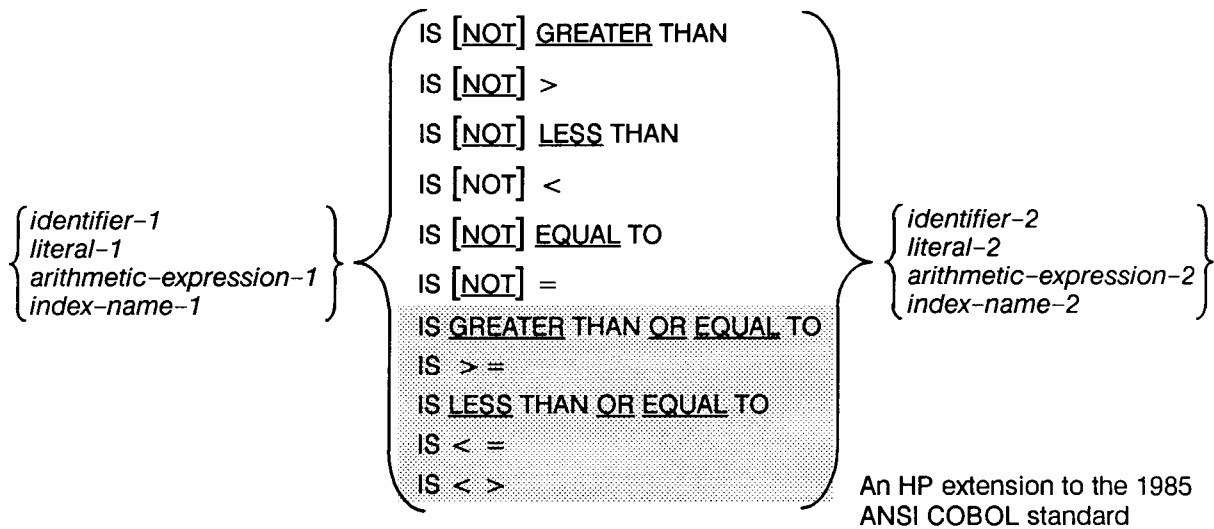 identifier-1
literal-1
arithmetic-expression-1
index-name-1
IS [NOT] GREATER THAN
IS [NOT] >
IS [NOT] LESS THAN
IS [NOT] <
IS [NOT] EQUAL TO
IS [NOT] =
IS GREATER THAN OR EQUAL TO
IS > =
IS LESS THAN OR EQUAL TO
IS < =
IS < >
identifier-2
literal-2
arithmetic-expression-2
index-name-2
An HP extension to the 1985
ANSI COBOL standard